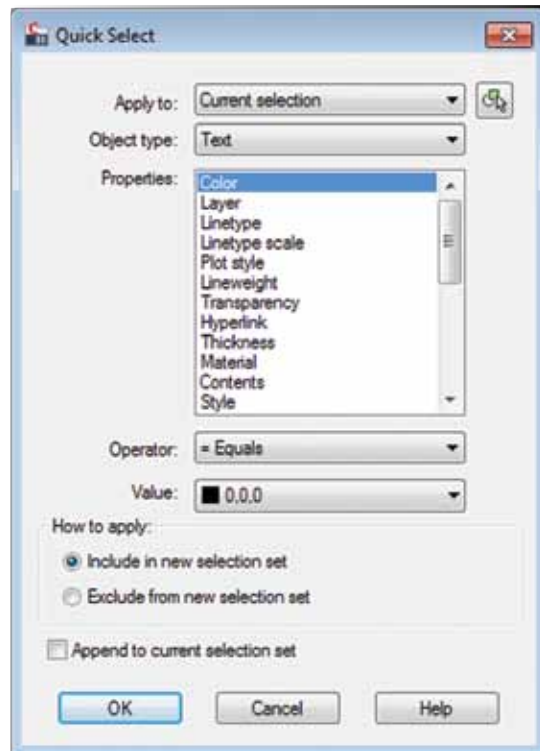 Quick Select
Apply to: Current selection
Object type: Text
Properties: Color
Layer
Linetype
Linetype scale
Plot style
Lineweight
Transparency
Hyperlink
Thickness
Material
Contents
Style
Operator: = Equals
Value: 0,0,0
How to apply:
Include in new selection set
Exclude from new selection set
Append to current selection set
OK Cancel Help